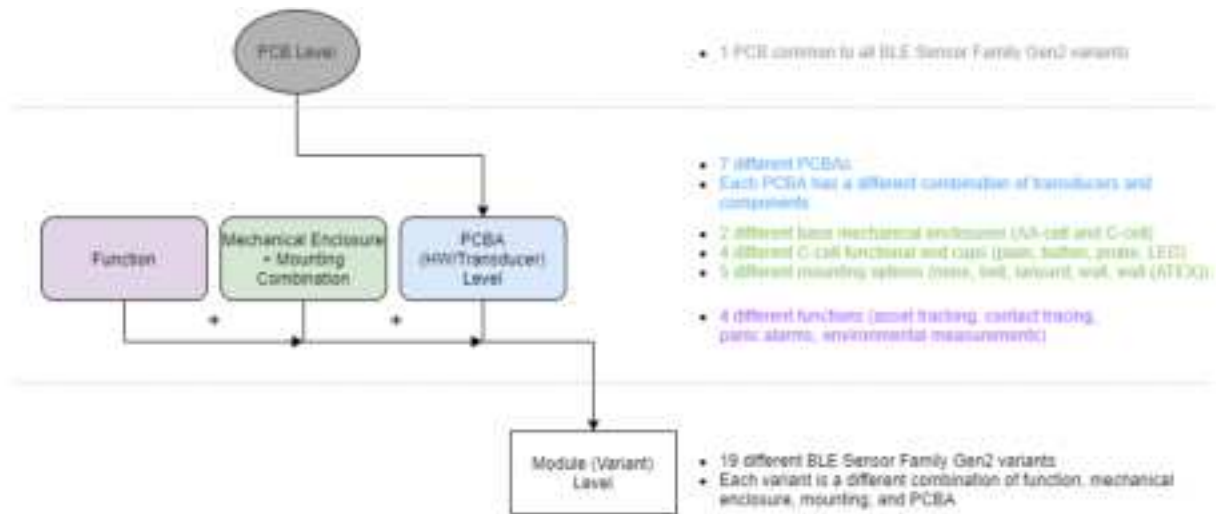 PCB Level
• 1 PCB common to all BLE Sensor Family Gen2 variants
• 7 different PCBAs
• Each PCBA has a different combination of transducers and
components
Function
Mechanical Enclosure
+ Mounting
Combination
PCBA
(HW/Transducer)
Level
• 2 different base mechanical enclosures (AA-cell and C-cell)
• 4 different C-cell functional end caps (plain, button, probe, LED)
• 5 different mounting options (none, belt, lanyard, wall, wall (ATEX))
+
+
• 4 different functions (asset tracking, contact tracing,
panic alarms, environmental measurements)
Module (Variant)
Level
• 19 different BLE Sensor Family Gen2 variants
• Each variant is a different combination of function, mechanical
enclosure, mounting, and PCBA